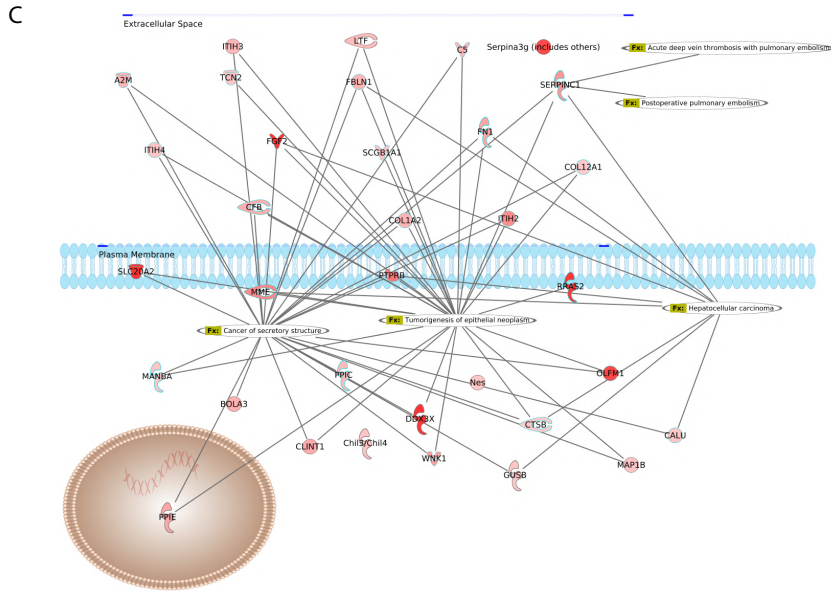 C
Extracellular Space
ITIH3
LTF
C5
Serpina3g (includes others)
Fx: Acute deep vein thrombosis with pulmonary embolism
A2M
TCN2
FBLN1
SERPINC1
Fx: Postoperative pulmonary embolism
FGF2
FN1
ITIH4
SCGB1A1
COL12A1
CFB
COL1A2
ITIH2
Plasma Membrane
SLC20A2
PTPRB
MME
RRAS2
Fx: Hepatocellular carcinoma
Fx: Tumorigenesis of epithelial neoplasm
Fx: Cancer of secretory structure
MANBA
PPIC
Nes
OLFM1
BOLA3
DDX3X
CTSB
CALU
CLINT1
Chil3/Chil4
WNK1
GUSB
MAP1B
PPIE